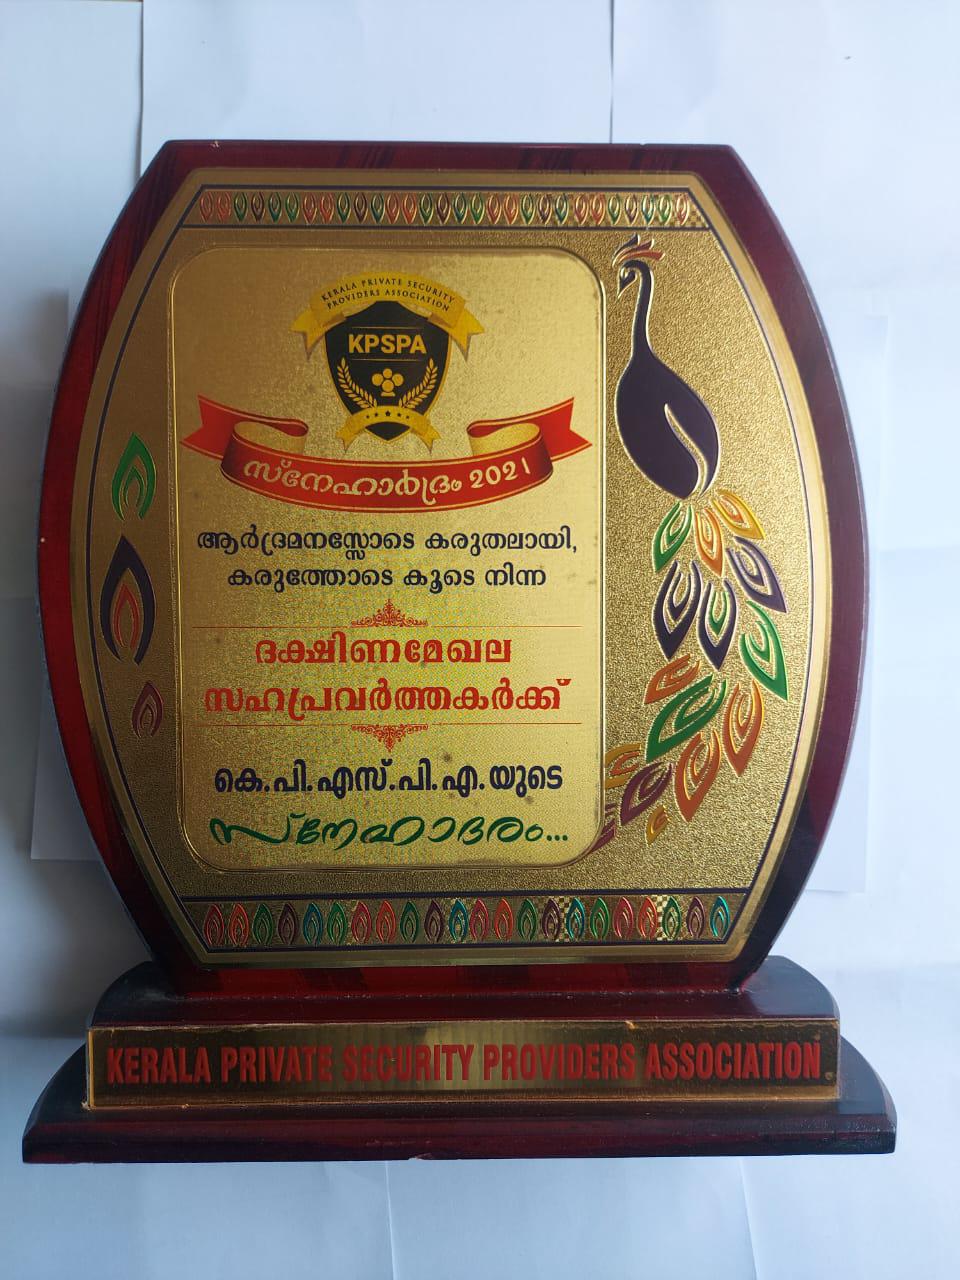 KERALA PRIVATE SECURITY
PROVIDERS ASSOCIATION
KPSPA
സ്നേഹാർദ്രം 2021
ആർദ്രമനസ്സോടെ കരുതലായി,
കരുത്തോടെ കൂടെ നിന്ന
ദക്ഷിണമേഖല
സഹപ്രവർത്തകർക്ക്
കെ.പി.എസ്.പി.എ.യുടെ
സ്നേഹാദരം...
KERALA PRIVATE SECURITY PROVIDERS ASSOCIATION